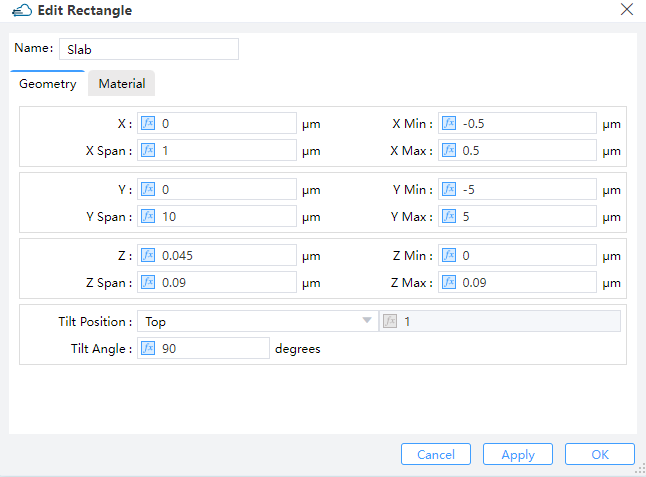 Edit Rectangle
Name: Slab
Geometry Material
X : fx 0 μm X Min : fx -0.5 μm
X Span : fx 1 μm X Max : fx 0.5 μm
Y : fx 0 μm Y Min : fx -5 μm
Y Span : fx 10 μm Y Max : fx 5 μm
Z : fx 0.045 μm Z Min : fx 0 μm
Z Span : fx 0.09 μm Z Max : fx 0.09 μm
Tilt Position : Top fx 1
Tilt Angle : fx 90 degrees
Cancel Apply OK